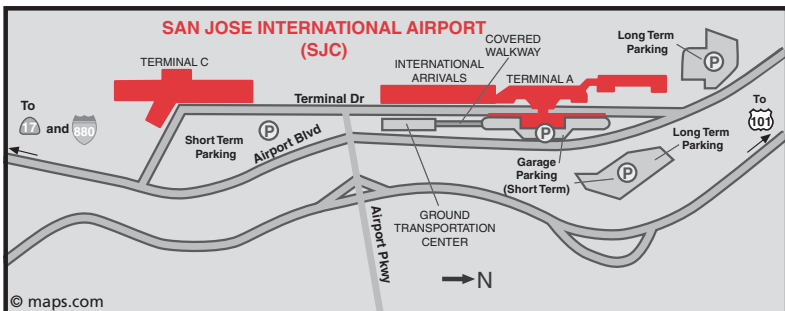 SAN JOSE INTERNATIONAL AIRPORT
(SJC)
COVERED
WALKWAY
Long Term
Parking
P
TERMINAL C
INTERNATIONAL
ARRIVALS
TERMINAL A
To
17 and 880
Terminal Dr
To
101
Short Term
Parking
P
Airport Blvd
P
Long Term
Parking
Garage
Parking
(Short Term)
P
GROUND
TRANSPORTATION
CENTER
Airport Pkwy
N
© maps.com